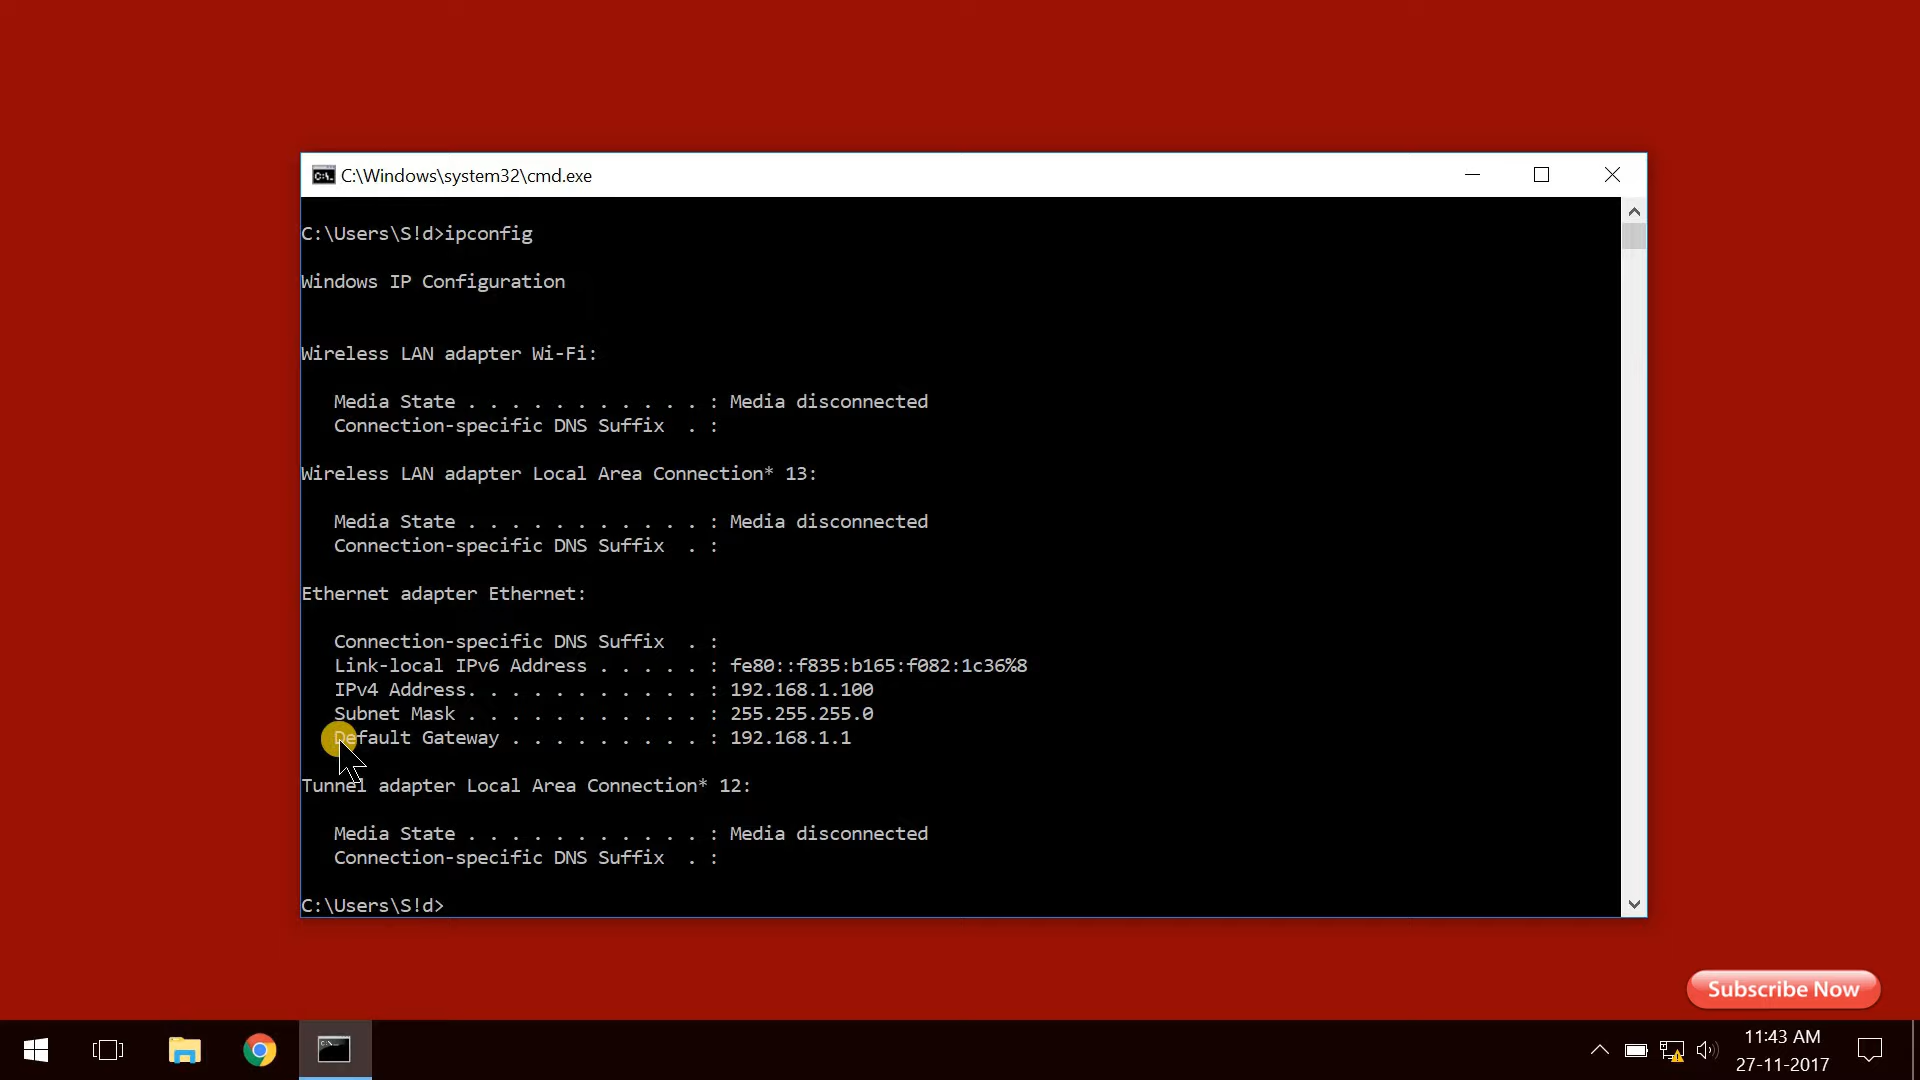 C:\Windows\system32\cmd.exe
C:\Users\S!d>ipconfig
Windows IP Configuration
Wireless LAN adapter Wi-Fi:
   Media State . . . . . . . . . . . : Media disconnected
   Connection-specific DNS Suffix  . :
Wireless LAN adapter Local Area Connection* 13:
   Media State . . . . . . . . . . . : Media disconnected
   Connection-specific DNS Suffix  . :
Ethernet adapter Ethernet:
   Connection-specific DNS Suffix  . :
   Link-local IPv6 Address . . . . . : fe80::f835:b165:f082:1c36%8
   IPv4 Address. . . . . . . . . . . : 192.168.1.100
   Subnet Mask . . . . . . . . . . . : 255.255.255.0
   Default Gateway . . . . . . . . . : 192.168.1.1
Tunnel adapter Local Area Connection* 12:
   Media State . . . . . . . . . . . : Media disconnected
   Connection-specific DNS Suffix  . :
C:\Users\S!d>
Subscribe Now
11:43 AM
27-11-2017